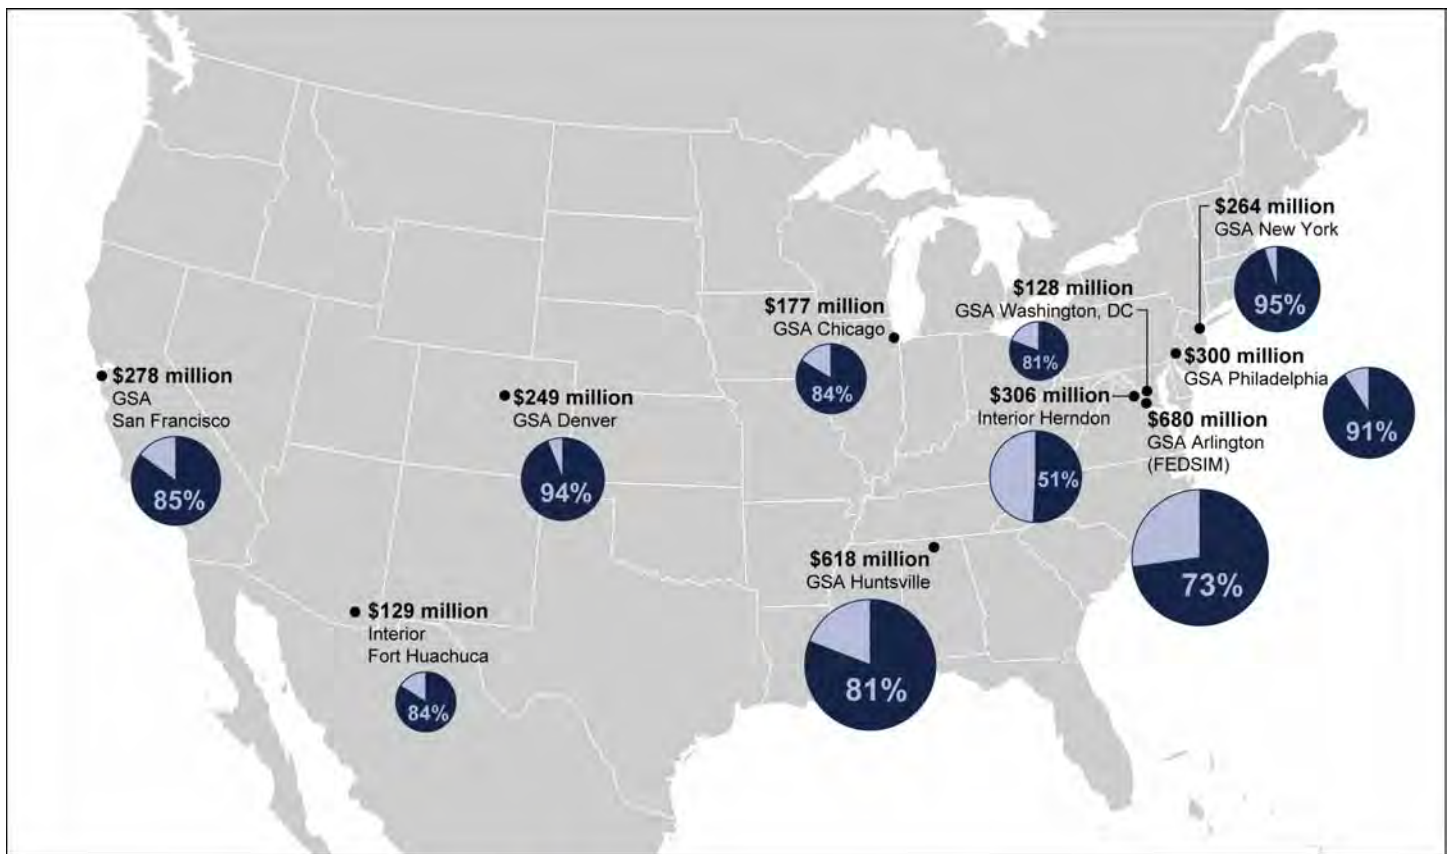 $264 million
GSA New York
95%
$128 million
GSA Washington, DC
81%
$177 million
GSA Chicago
84%
$300 million
GSA Philadelphia
91%
$278 million
GSA
San Francisco
85%
$249 million
GSA Denver
94%
$306 million
Interior Herndon
51%
$680 million
GSA Arlington
(FEDSIM)
73%
$618 million
GSA Huntsville
81%
$129 million
Interior
Fort Huachuca
84%